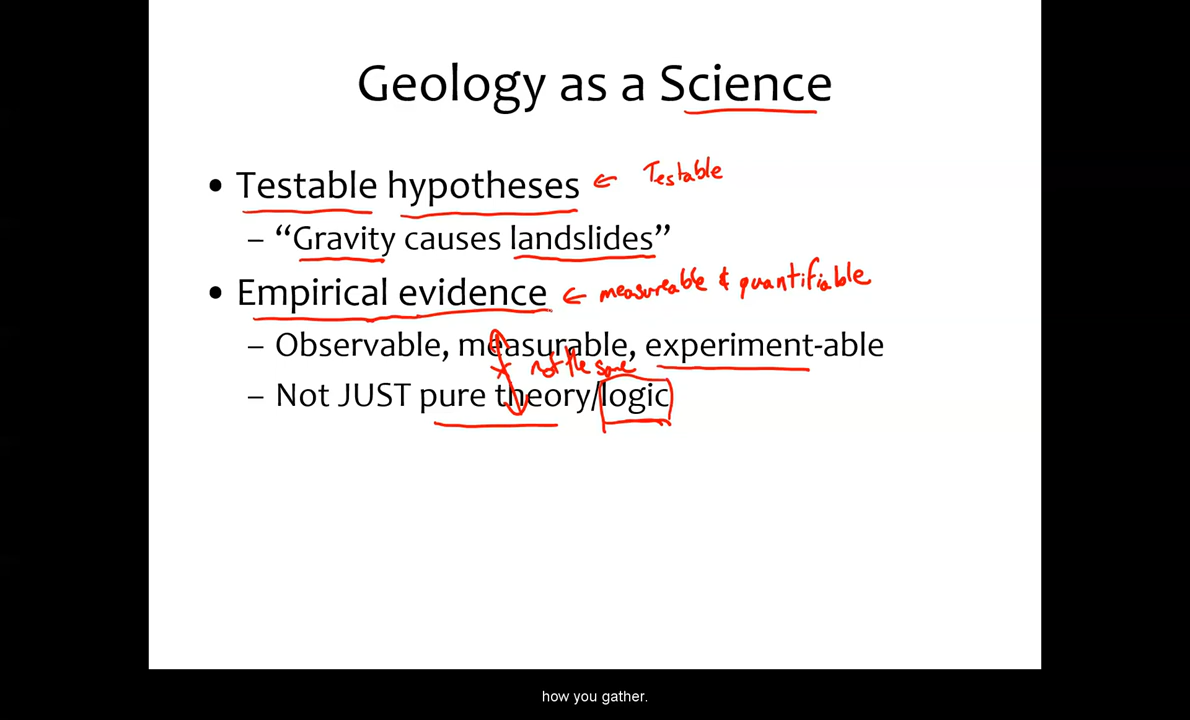 Geology as a Science
• Testable hypotheses ← Testable
– “Gravity causes landslides”
• Empirical evidence ← measureable & quantifiable
– Observable, measurable, experiment-able
not the same
– Not JUST pure theory/logic
how you gather.